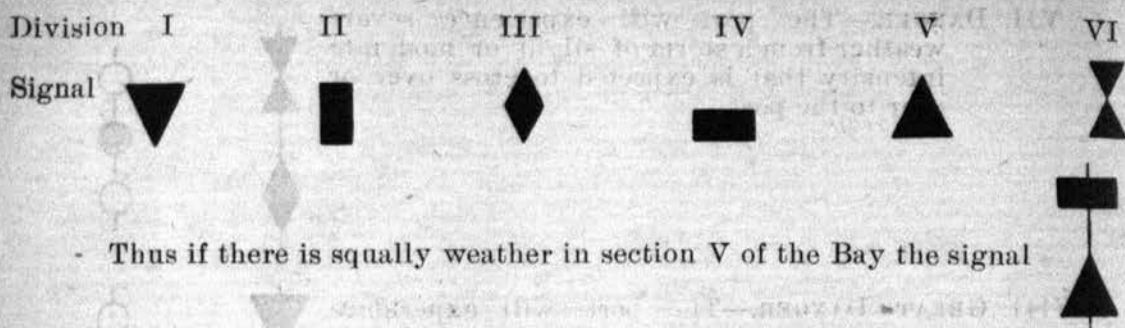 Division I II III IV V VI
Signal
Thus if there is squally weather in section V of the Bay the signal